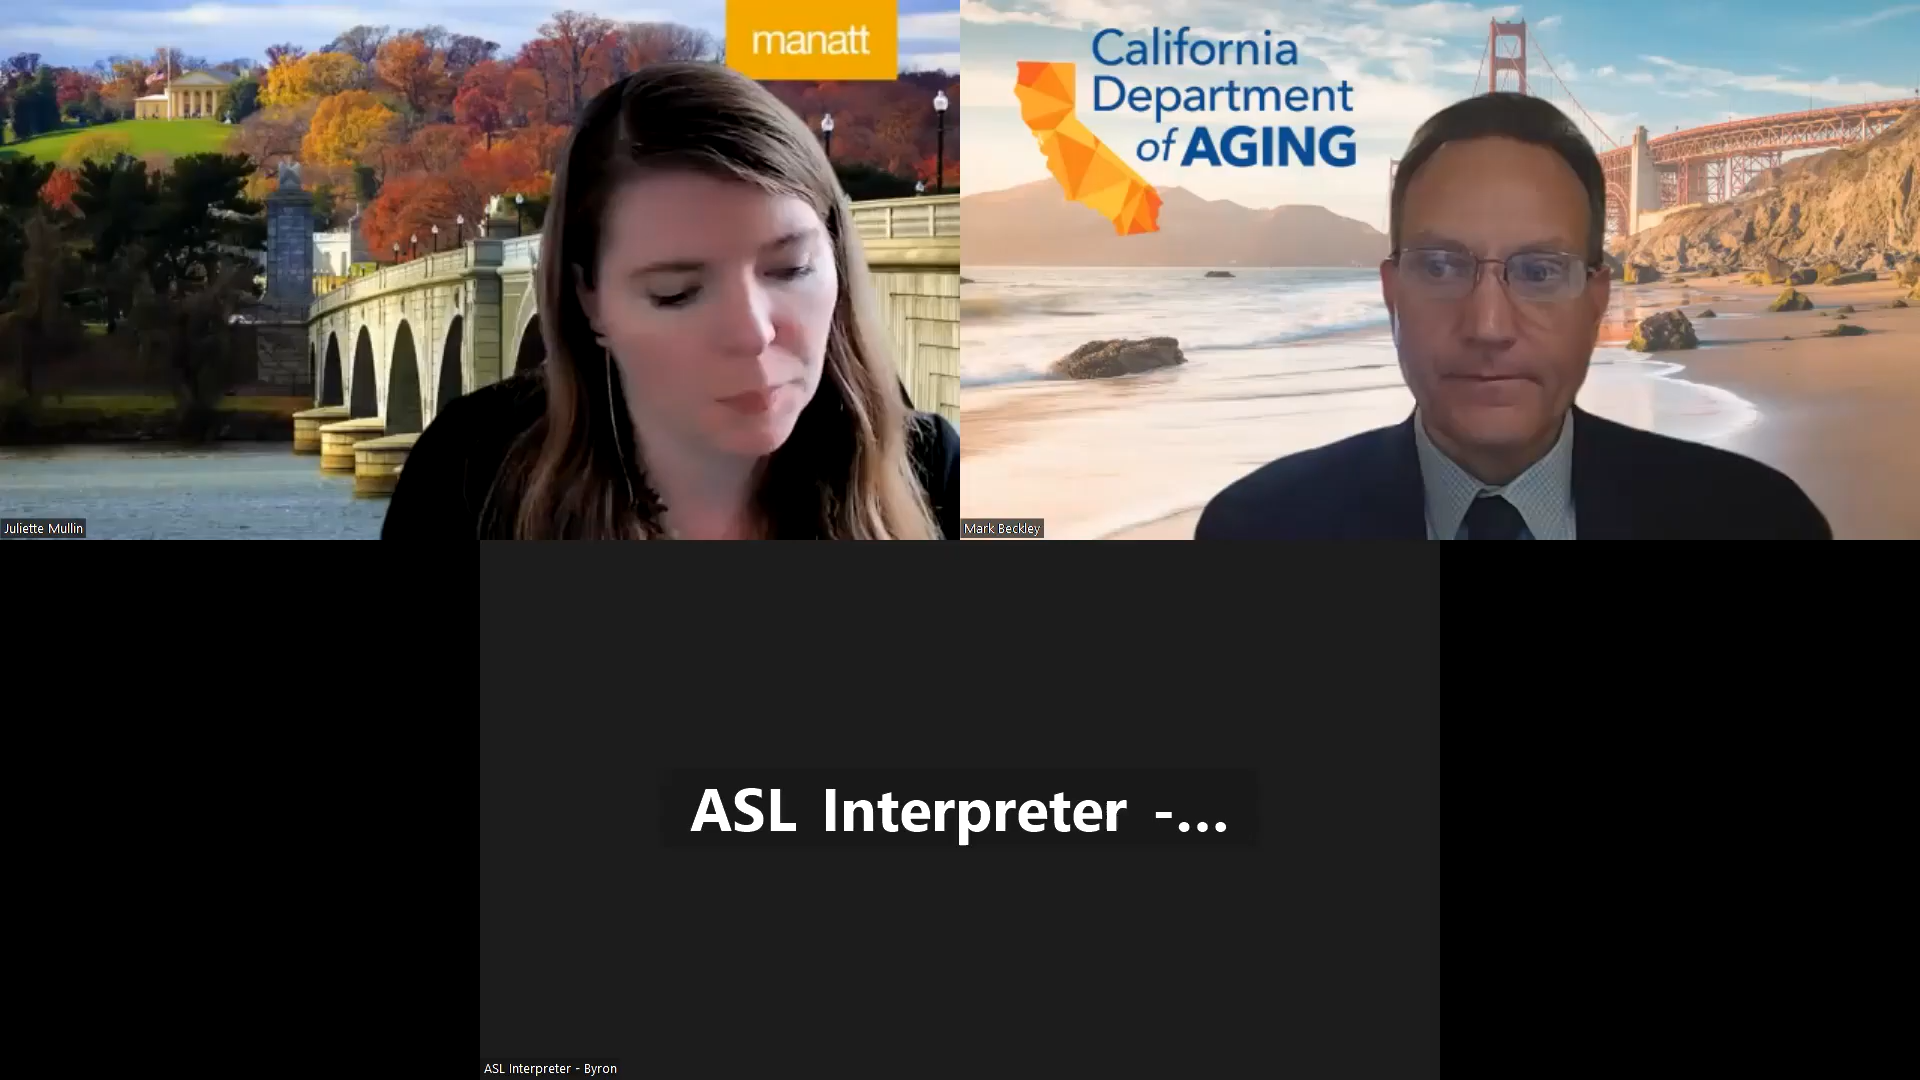 manatt
California
Department
of AGING
Juliette Mullin
Mark Beckley
ASL Interpreter -...
ASL Interpreter - Byron